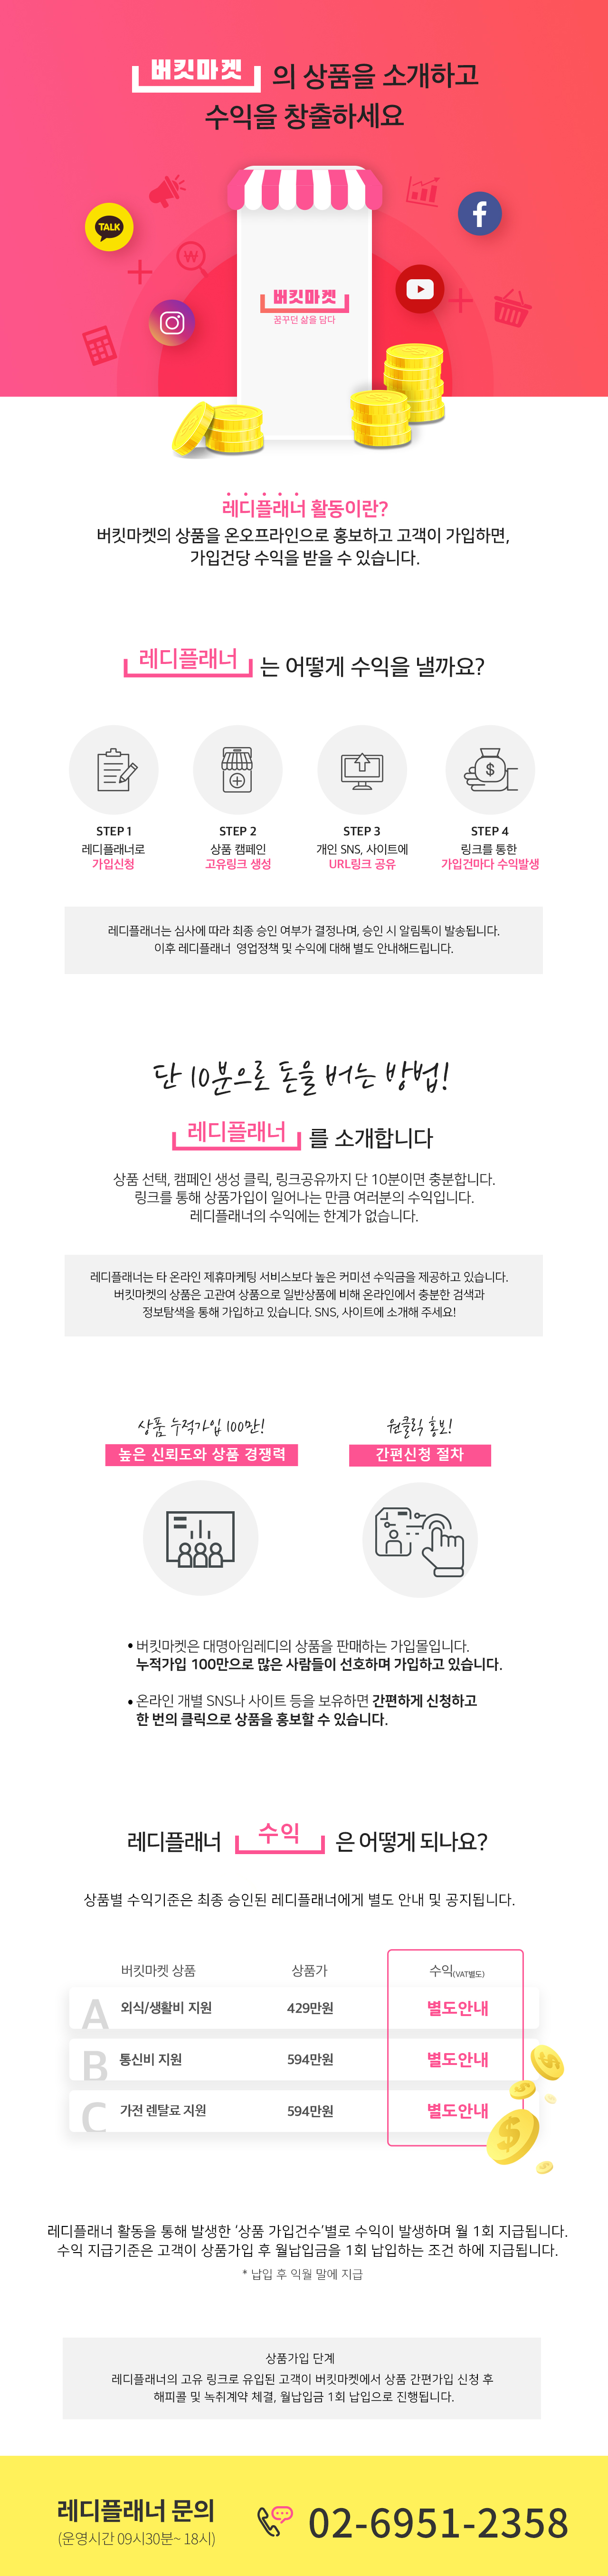 버킷마켓 의 상품을 소개하고
수익을 창출하세요
TALK
버킷마켓
꿈꾸던 삶을 담다
레디플래너 활동이란?
버킷마켓의 상품을 온오프라인으로 홍보하고 고객이 가입하면,
가입건당 수익을 받을 수 있습니다.
레디플래너 는 어떻게 수익을 낼까요?
STEP 1
레디플래너로
가입신청
STEP 2
상품 캠페인
고유링크 생성
STEP 3
개인 SNS, 사이트에
URL링크 공유
STEP 4
링크를 통한
가입건마다 수익발생
레디플래너는 심사에 따라 최종 승인 여부가 결정나며, 승인 시 알림톡이 발송됩니다.
이후 레디플래너 영업정책 및 수익에 대해 별도 안내해드립니다.
단 10분으로 돈을 버는 방법!
레디플래너 를 소개합니다
상품 선택, 캠페인 생성 클릭, 링크공유까지 단 10분이면 충분합니다.
링크를 통해 상품가입이 일어나는 만큼 여러분의 수익입니다.
레디플래너의 수익에는 한계가 없습니다.
레디플래너는 타 온라인 제휴마케팅 서비스보다 높은 커미션 수익금을 제공하고 있습니다.
버킷마켓의 상품은 고관여 상품으로 일반상품에 비해 온라인에서 충분한 검색과
정보탐색을 통해 가입하고 있습니다. SNS, 사이트에 소개해 주세요!
상품 누적가입 100만!
높은 신뢰도와 상품 경쟁력
원클릭 홍보!
간편신청 절차
• 버킷마켓은 대명아임레디의 상품을 판매하는 가입몰입니다.
누적가입 100만으로 많은 사람들이 선호하며 가입하고 있습니다.
• 온라인 개별 SNS나 사이트 등을 보유하면 간편하게 신청하고
한 번의 클릭으로 상품을 홍보할 수 있습니다.
레디플래너 수익 은 어떻게 되나요?
상품별 수익기준은 최종 승인된 레디플래너에게 별도 안내 및 공지됩니다.
버킷마켓 상품 상품가 수익(VAT별도)
A 외식/생활비 지원 429만원 별도안내
B 통신비 지원 594만원 별도안내
C 가전 렌탈료 지원 594만원 별도안내
레디플래너 활동을 통해 발생한 '상품 가입건수'별로 수익이 발생하며 월 1회 지급됩니다.
수익 지급기준은 고객이 상품가입 후 월납입금을 1회 납입하는 조건 하에 지급됩니다.
* 납입 후 익월 말에 지급
상품가입 단계
레디플래너의 고유 링크로 유입된 고객이 버킷마켓에서 상품 간편가입 신청 후
해피콜 및 녹취계약 체결, 월납입금 1회 납입으로 진행됩니다.
레디플래너 문의
(운영시간 09시30분~ 18시)
02-6951-2358